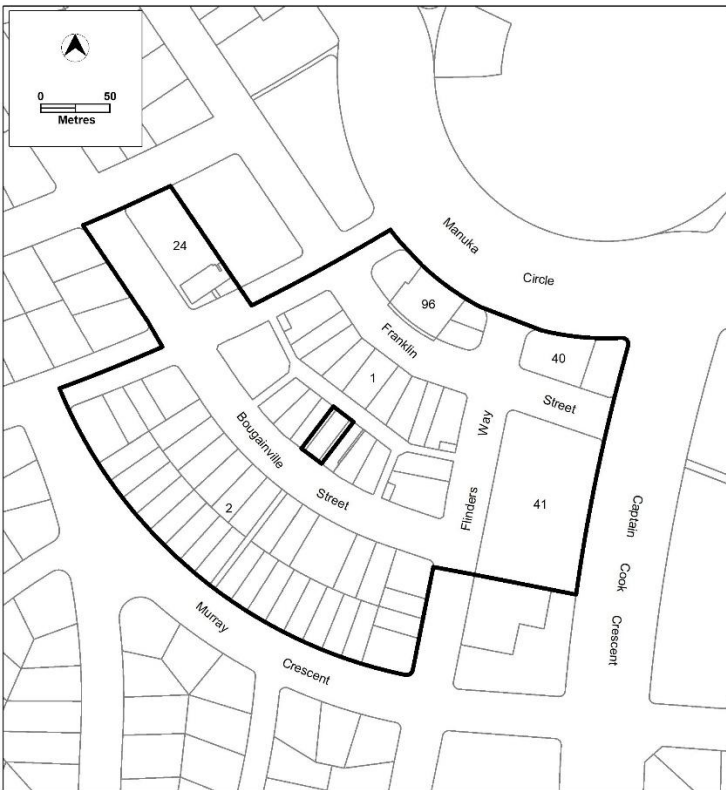 0 50
Metres
Manuka
Circle
24
96
Franklin
40
1
Street
Way
Bougainville
Street
Flinders
41
2
Captain
Cook
Crescent
Murray
Crescent